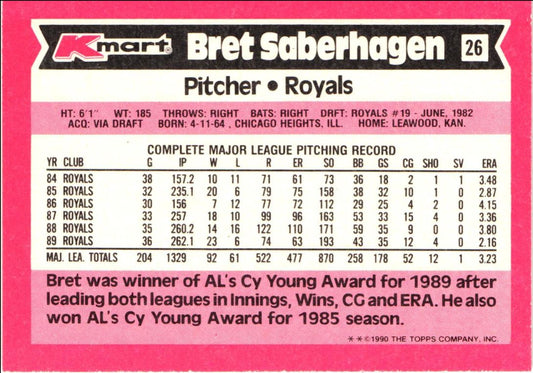 Kmart Bret Saberhagen 26
Pitcher • Royals
HT: 6'1" WT: 185 THROWS: RIGHT BATS: RIGHT DRFT: ROYALS #19 - JUNE, 1982
ACQ: VIA DRAFT BORN: 4-11-64, CHICAGO HEIGHTS, ILL. HOME: LEAWOOD, KAN.
COMPLETE MAJOR LEAGUE PITCHING RECORD
YR CLUB G IP W L R ER SO BB GS CG SHO SV ERA
84 ROYALS 38 157.2 10 11 71 61 73 36 18 2 1 1 3.48
85 ROYALS 32 235.1 20 6 79 75 158 38 32 10 1 0 2.87
86 ROYALS 30 156 7 12 77 72 112 29 25 4 2 0 4.15
87 ROYALS 33 257 18 10 99 96 163 53 33 15 4 0 3.36
88 ROYALS 35 260.2 14 16 122 110 171 59 35 9 0 0 3.80
89 ROYALS 36 262.1 23 6 74 63 193 43 35 12 4 0 2.16
MAJ. LEA. TOTALS 204 1329 92 61 522 477 870 258 178 52 12 1 3.23
Bret was winner of AL's Cy Young Award for 1989 after
leading both leagues in Innings, Wins, CG and ERA. He also
won AL's Cy Young Award for 1985 season.
* * © 1990 THE TOPPS COMPANY, INC.